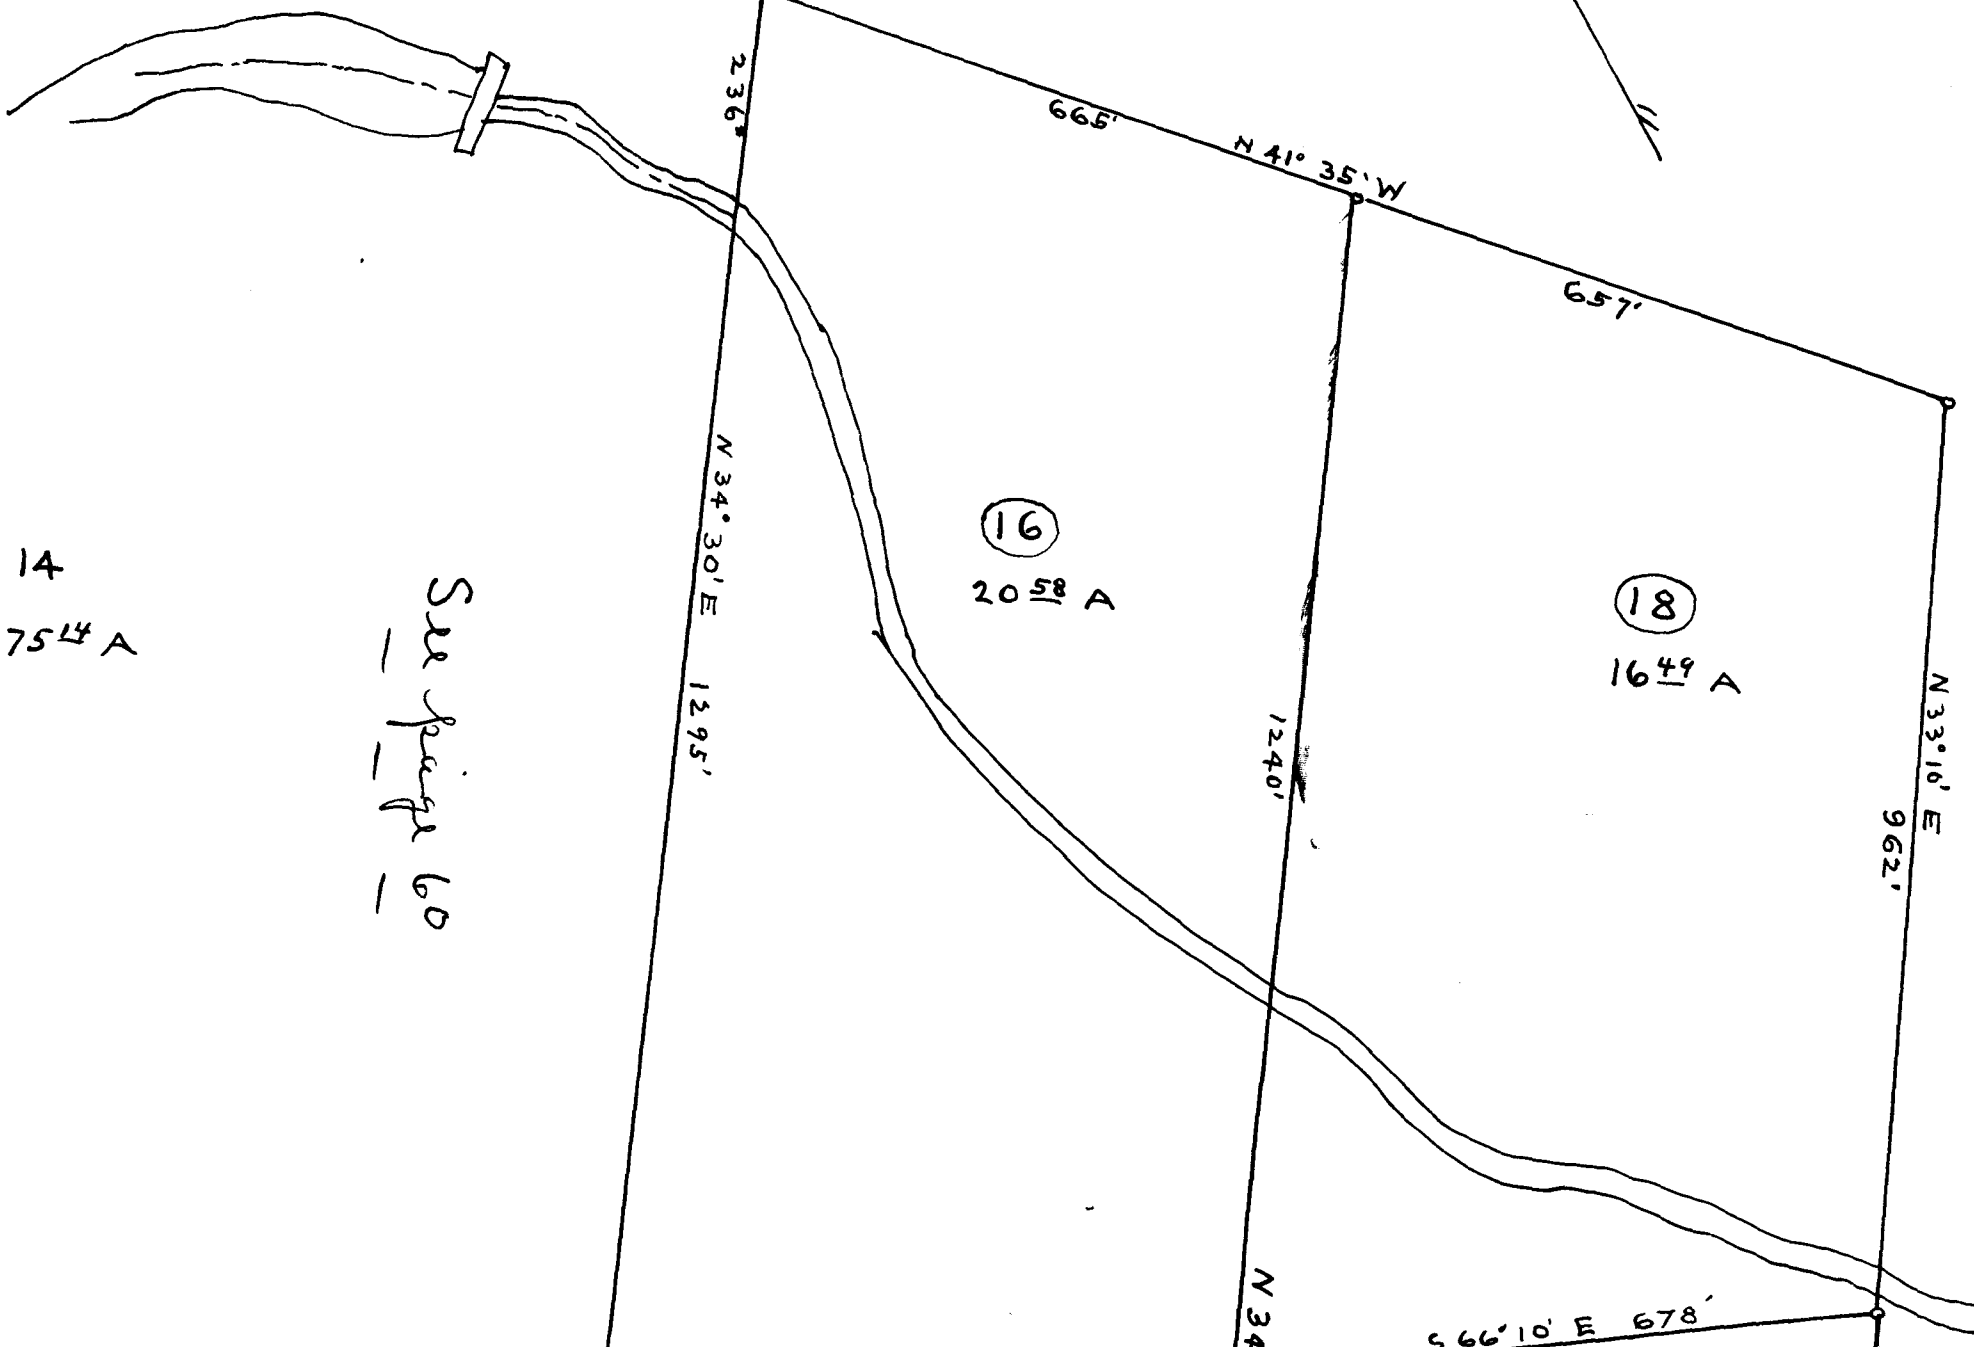 236'
665'
N 41° 35' W
657'
N 34° 30' E 1295'
16
20 58 A
18
16 49 A
14
75 14 A
See page 60
1240'
N 33° 10' E 962'
N 34
S 66° 10' E 678'